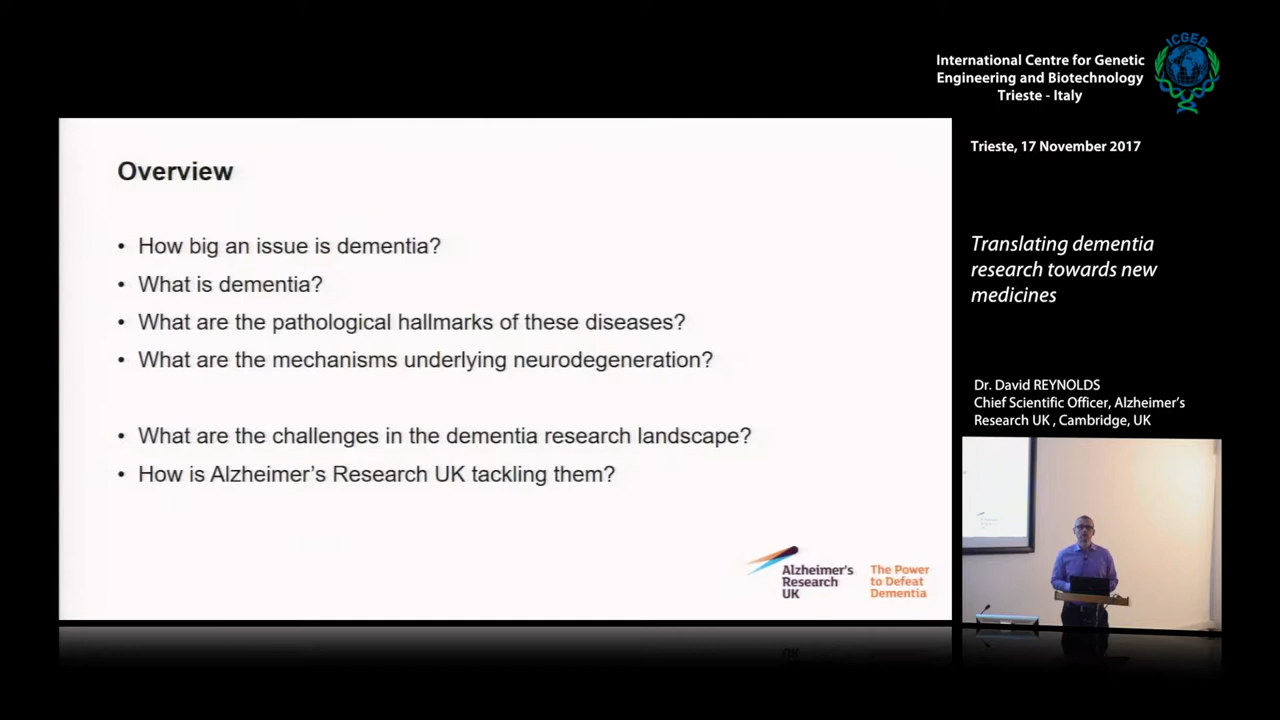 ICGEB
International Centre for Genetic
Engineering and Biotechnology
Trieste - Italy
Trieste, 17 November 2017
Overview
• How big an issue is dementia?
• What is dementia?
• What are the pathological hallmarks of these diseases?
• What are the mechanisms underlying neurodegeneration?
• What are the challenges in the dementia research landscape?
• How is Alzheimer’s Research UK tackling them?
Alzheimer’s
Research
UK
The Power
to Defeat
Dementia
Translating dementia
research towards new
medicines
Dr. David REYNOLDS
Chief Scientific Officer, Alzheimer’s
Research UK , Cambridge, UK